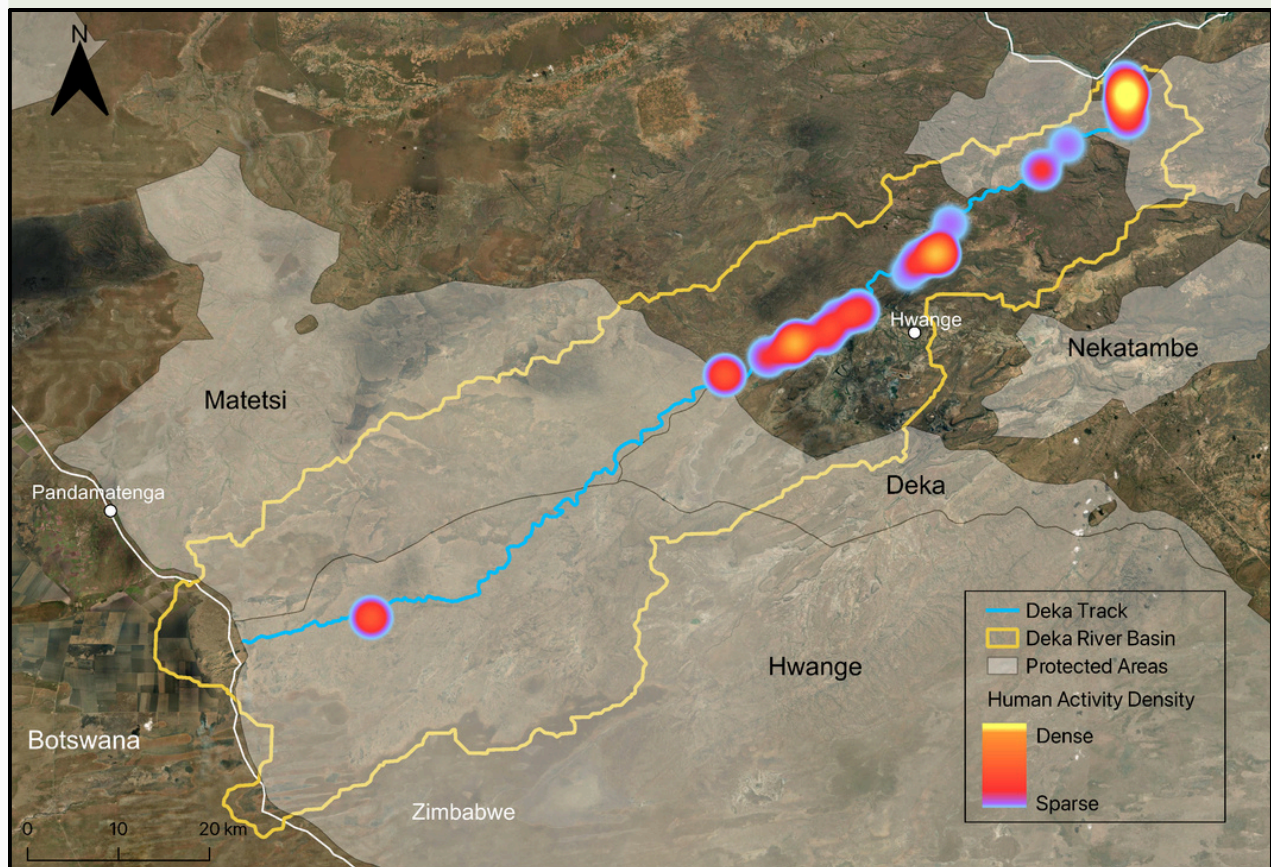 N
Matetsi
Hwange
Nekatambe
Pandamatenga
Deka
Hwange
Botswana
Zimbabwe
0 10 20 km
Deka Track
Deka River Basin
Protected Areas
Human Activity Density
Dense
Sparse